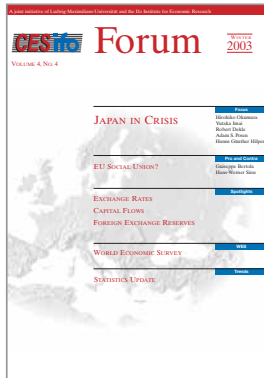 A joint initiative of Ludwig-Maximilians-Universität and the Ifo Institute for Economic Research
CESifo Forum
WINTER
2003
VOLUME 4, NO. 4
Focus
JAPAN IN CRISIS
Hirohiko Okumura
Yutaka Imai
Robert Dekle
Adam S. Posen
Hanns Günther Hilpert
Pro and Contra
EU SOCIAL UNION?
Giuseppe Bertola
Hans-Werner Sinn
Spotlights
EXCHANGE RATES
CAPITAL FLOWS
FOREIGN EXCHANGE RESERVES
WES
WORLD ECONOMIC SURVEY
Trends
STATISTICS UPDATE